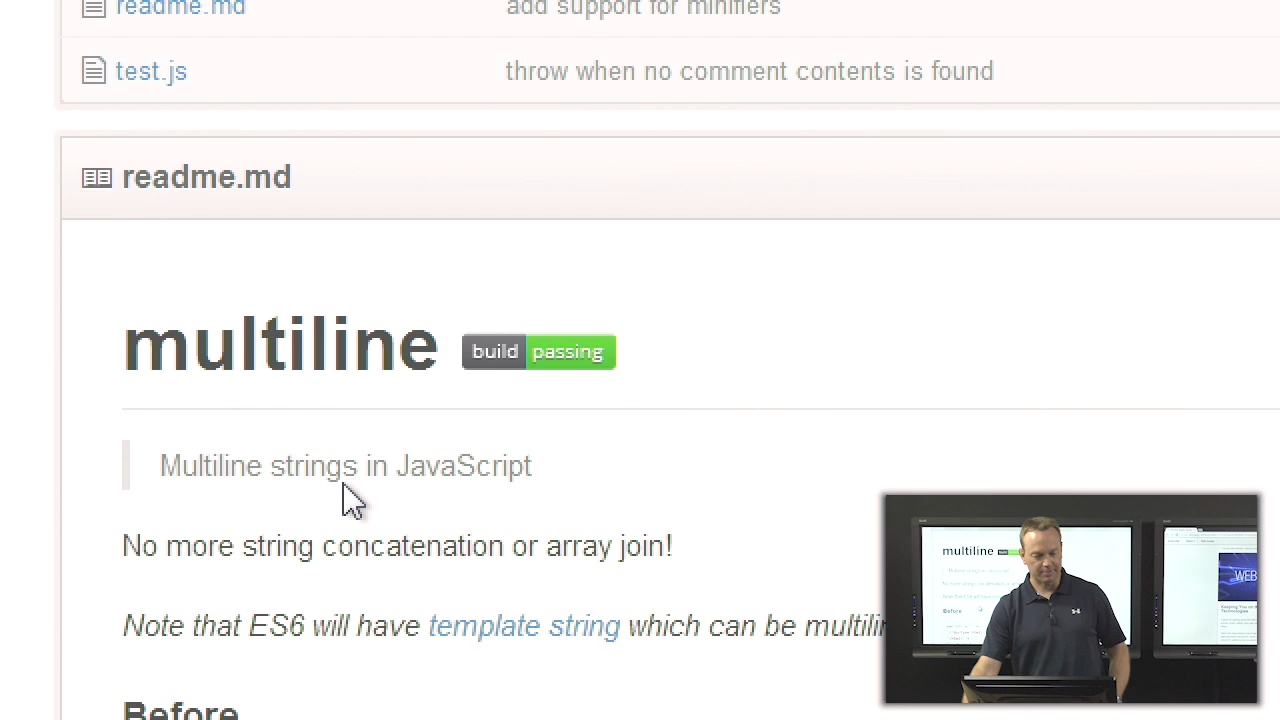 readme.md add support for minifiers
test.js throw when no comment contents is found
readme.md
multiline build passing
Multiline strings in JavaScript
No more string concatenation or array join!
Note that ES6 will have template string which can be
Before
multiline
Before
WEB